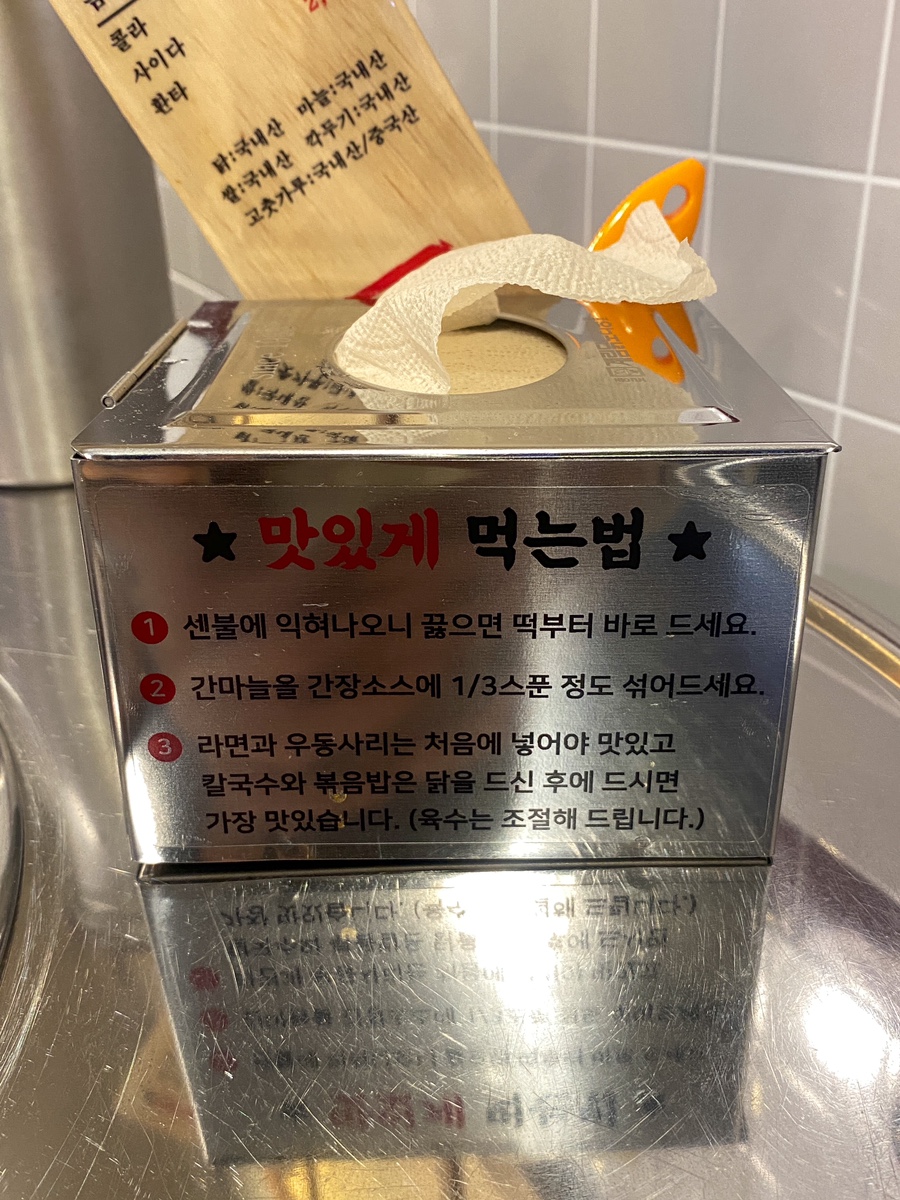 콜라
사이다
환타
닭:국내산 마늘:국내산
쌀:국내산 깍두기:국내산
고춧가루:국내산/중국산
★ 맛있게 먹는법 ★
1 센불에 익혀나오니 끓으면 떡부터 바로 드세요.
2 간마늘을 간장소스에 1/3스푼 정도 섞어드세요.
3 라면과 우동사리는 처음에 넣어야 맛있고
칼국수와 볶음밥은 닭을 드신 후에 드시면
가장 맛있습니다. (육수는 조절해 드립니다.)